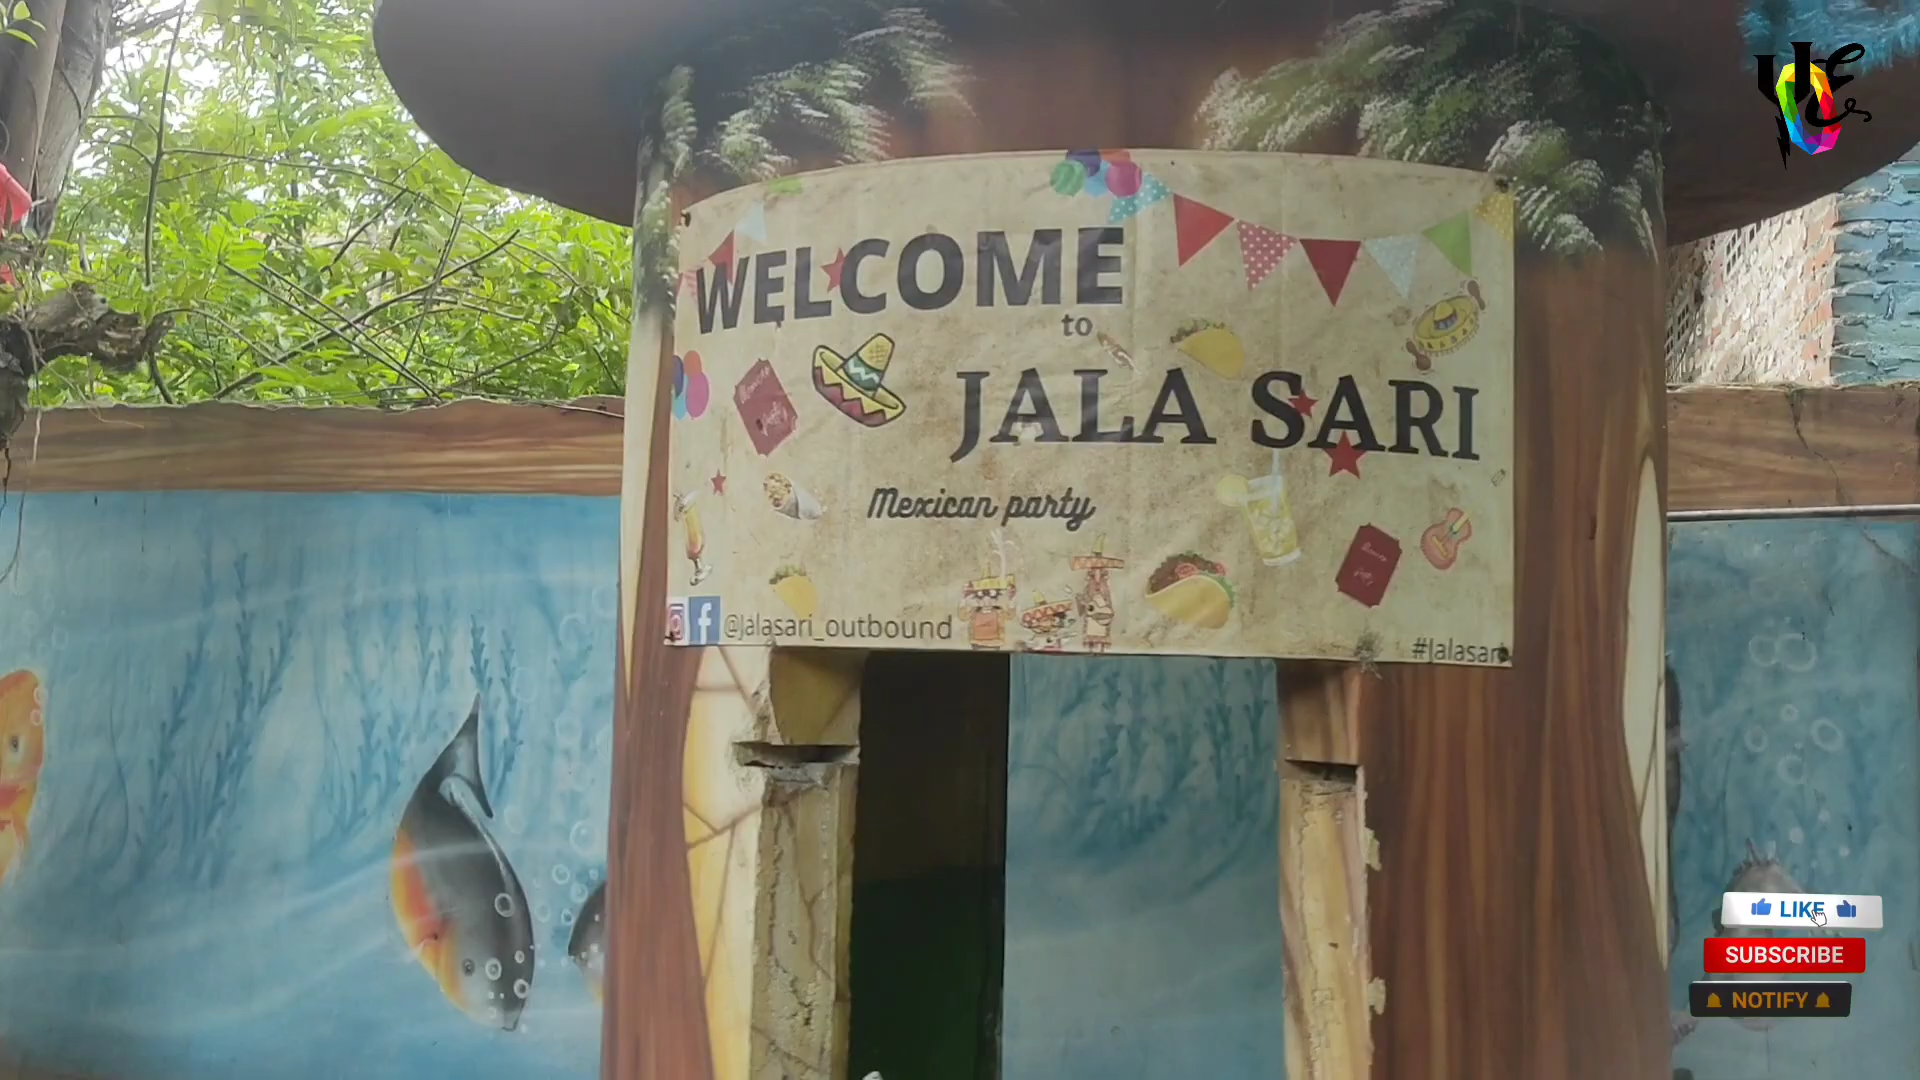 WELCOME
to
JALA SARI
Mexican party
@Jalasari_outbound
#Jalasari
LIKE
SUBSCRIBE
NOTIFY